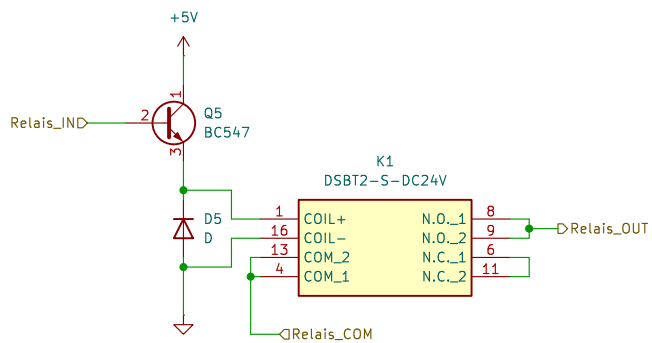 +5V
1
Relais_IN
2
Q5
BC547
3
K1
DSBT2-S-DC24V
D5
D
1
COIL+
N.O._1
8
16
COIL-
N.O._2
9
Relais_OUT
13
COM_2
N.C._1
6
4
COM_1
N.C._2
11
Relais_COM